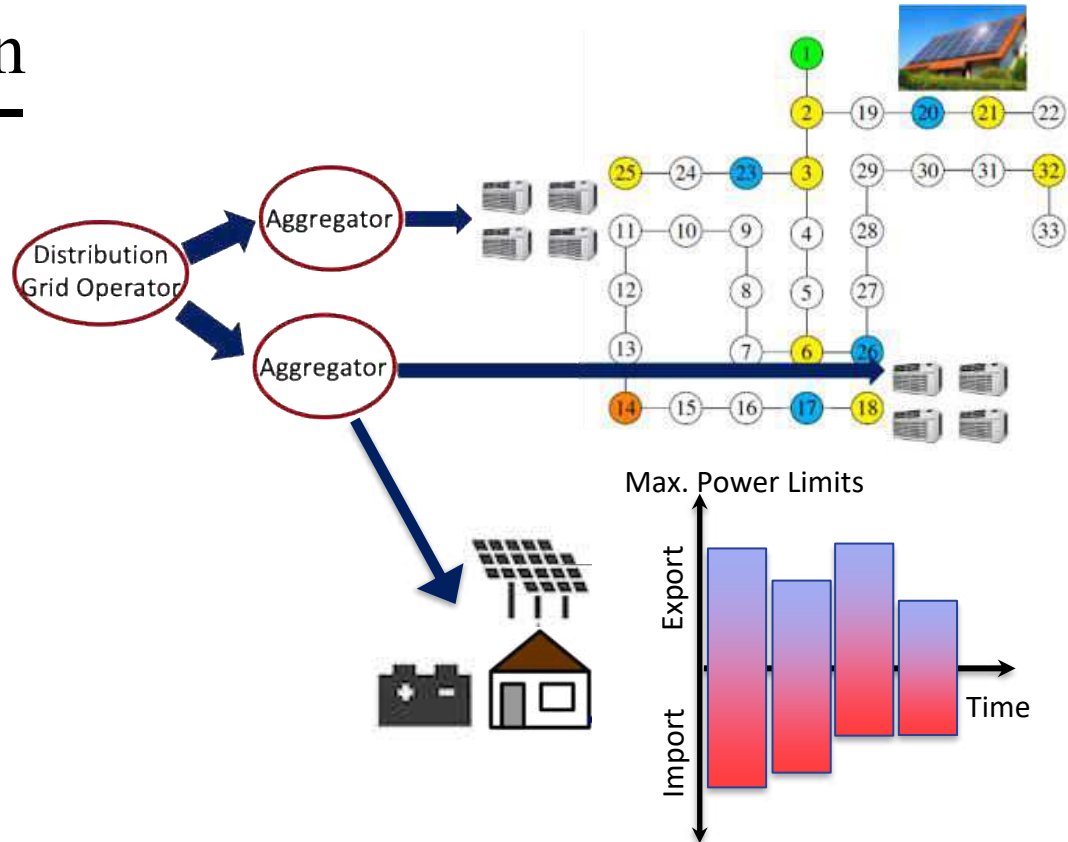 n
1
2 19 20 21 22
25 24 23 3 29 30 31 32
Aggregator
11 10 9 4 28 33
Distribution
Grid Operator
12 8 5 27
13 7 6 26
Aggregator
14 15 16 17 18
Max. Power Limits
Export
Import
Time
+ -